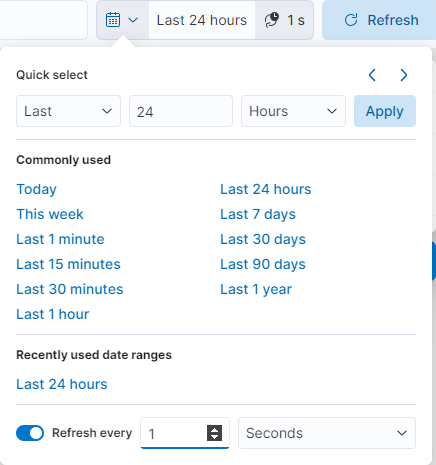 Last 24 hours 1 s Refresh
Quick select
Last 24 Hours Apply
Commonly used
Today Last 24 hours
This week Last 7 days
Last 1 minute Last 30 days
Last 15 minutes Last 90 days
Last 30 minutes Last 1 year
Last 1 hour
Recently used date ranges
Last 24 hours
Refresh every 1 Seconds